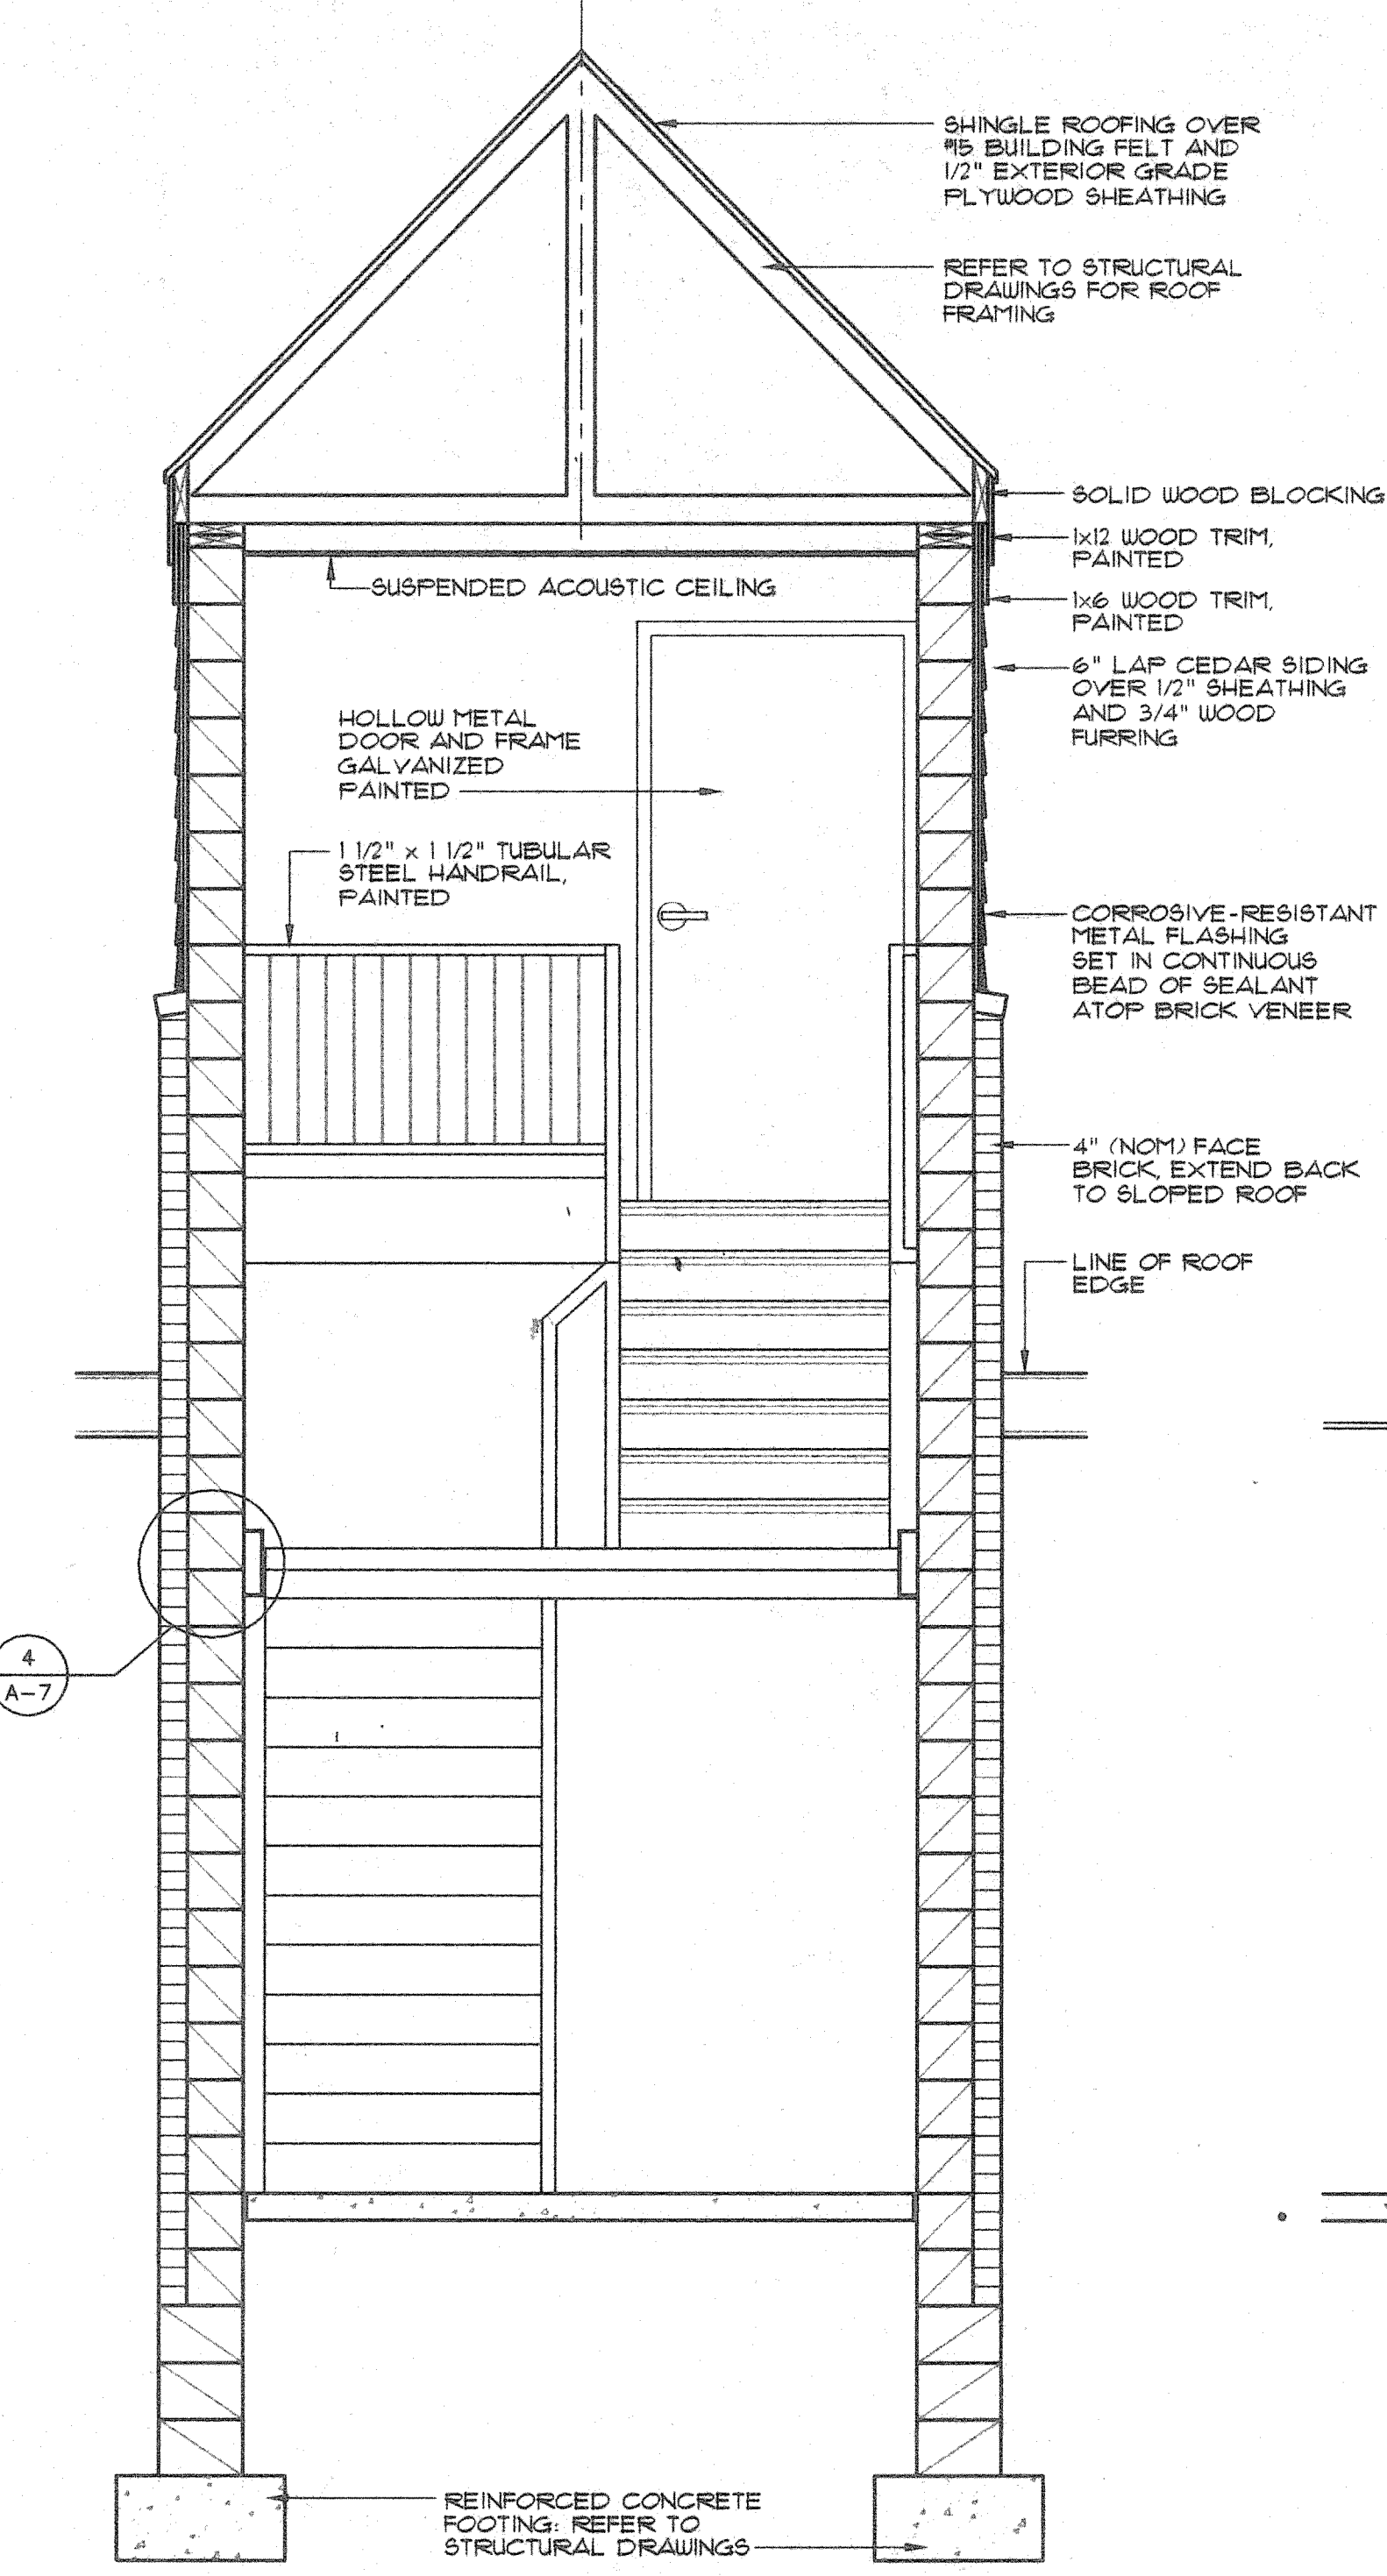 SHINGLE ROOFING OVER
#15 BUILDING FELT AND
1/2" EXTERIOR GRADE
PLYWOOD SHEATHING
REFER TO STRUCTURAL
DRAWINGS FOR ROOF
FRAMING
SOLID WOOD BLOCKING
1x12 WOOD TRIM,
PAINTED
SUSPENDED ACOUSTIC CEILING
1x6 WOOD TRIM,
PAINTED
6" LAP CEDAR SIDING
OVER 1/2" SHEATHING
AND 3/4" WOOD
FURRING
HOLLOW METAL
DOOR AND FRAME
GALVANIZED
PAINTED
1 1/2" x 1 1/2" TUBULAR
STEEL HANDRAIL,
PAINTED
CORROSIVE-RESISTANT
METAL FLASHING
SET IN CONTINUOUS
BEAD OF SEALANT
ATOP BRICK VENEER
4" (NOM) FACE
BRICK, EXTEND BACK
TO SLOPED ROOF
LINE OF ROOF
EDGE
4
A-7
REINFORCED CONCRETE
FOOTING: REFER TO
STRUCTURAL DRAWINGS